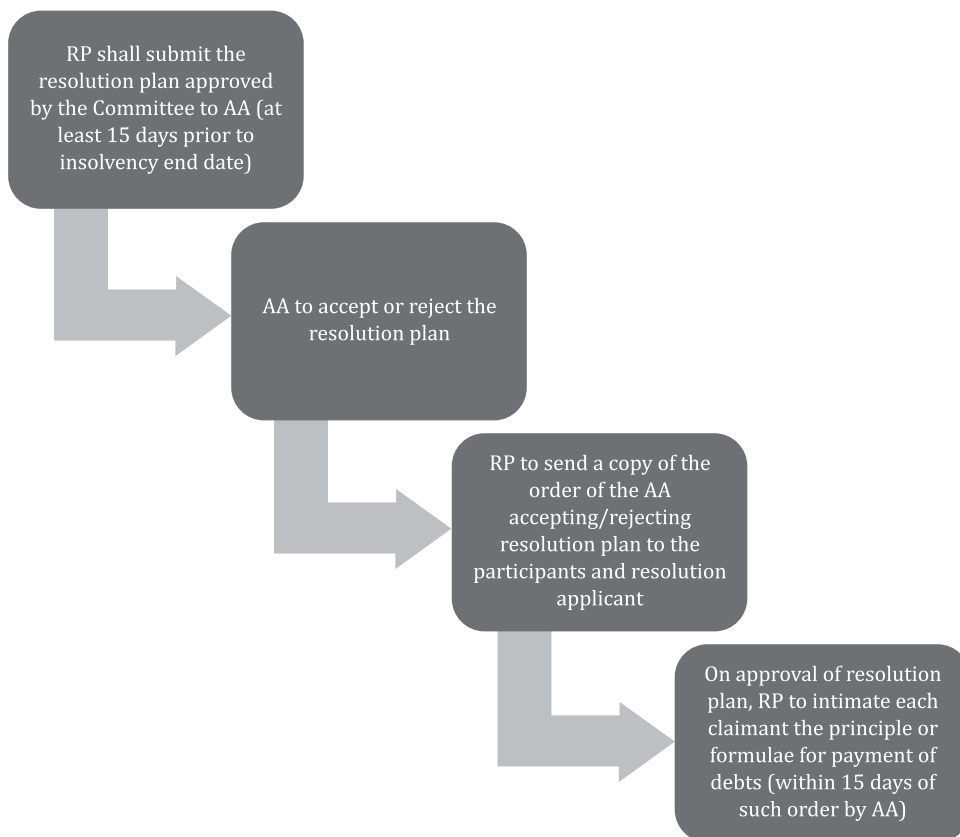 RP shall submit the
resolution plan approved
by the Committee to AA (at
least 15 days prior to
insolvency end date)
AA to accept or reject the
resolution plan
RP to send a copy of the
order of the AA
accepting/rejecting
resolution plan to the
participants and resolution
applicant
On approval of resolution
plan, RP to intimate each
claimant the principle or
formulae for payment of
debts (within 15 days of
such order by AA)